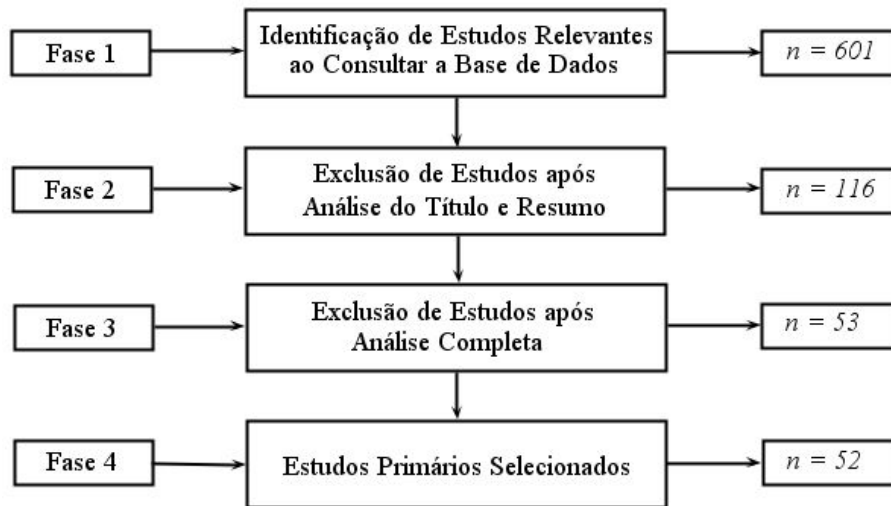 Fase 1
Identificação de Estudos Relevantes
ao Consultar a Base de Dados
n = 601
Fase 2
Exclusão de Estudos após
Análise do Título e Resumo
n = 116
Fase 3
Exclusão de Estudos após
Análise Completa
n = 53
Fase 4
Estudos Primários Selecionados
n = 52